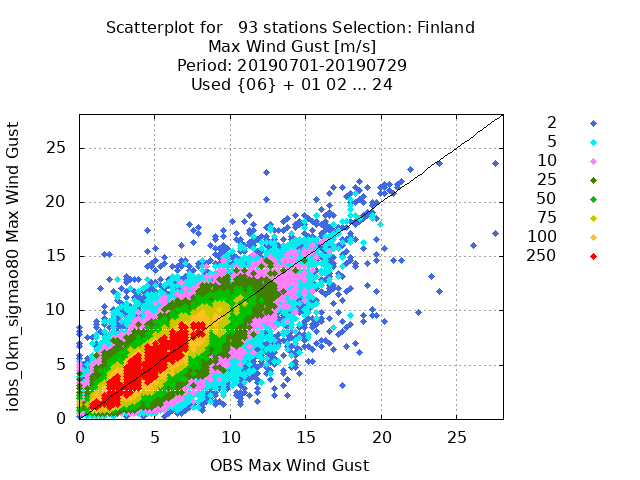 Scatterplot for   93 stations Selection: Finland
Max Wind Gust [m/s]
Period: 20190701-20190729
Used {06} + 01 02 ... 24
iobs_0km_sigmao80 Max Wind Gust
25
20
15
10
5
0
0 5 10 15 20 25
OBS Max Wind Gust
2
5
10
25
50
75
100
250